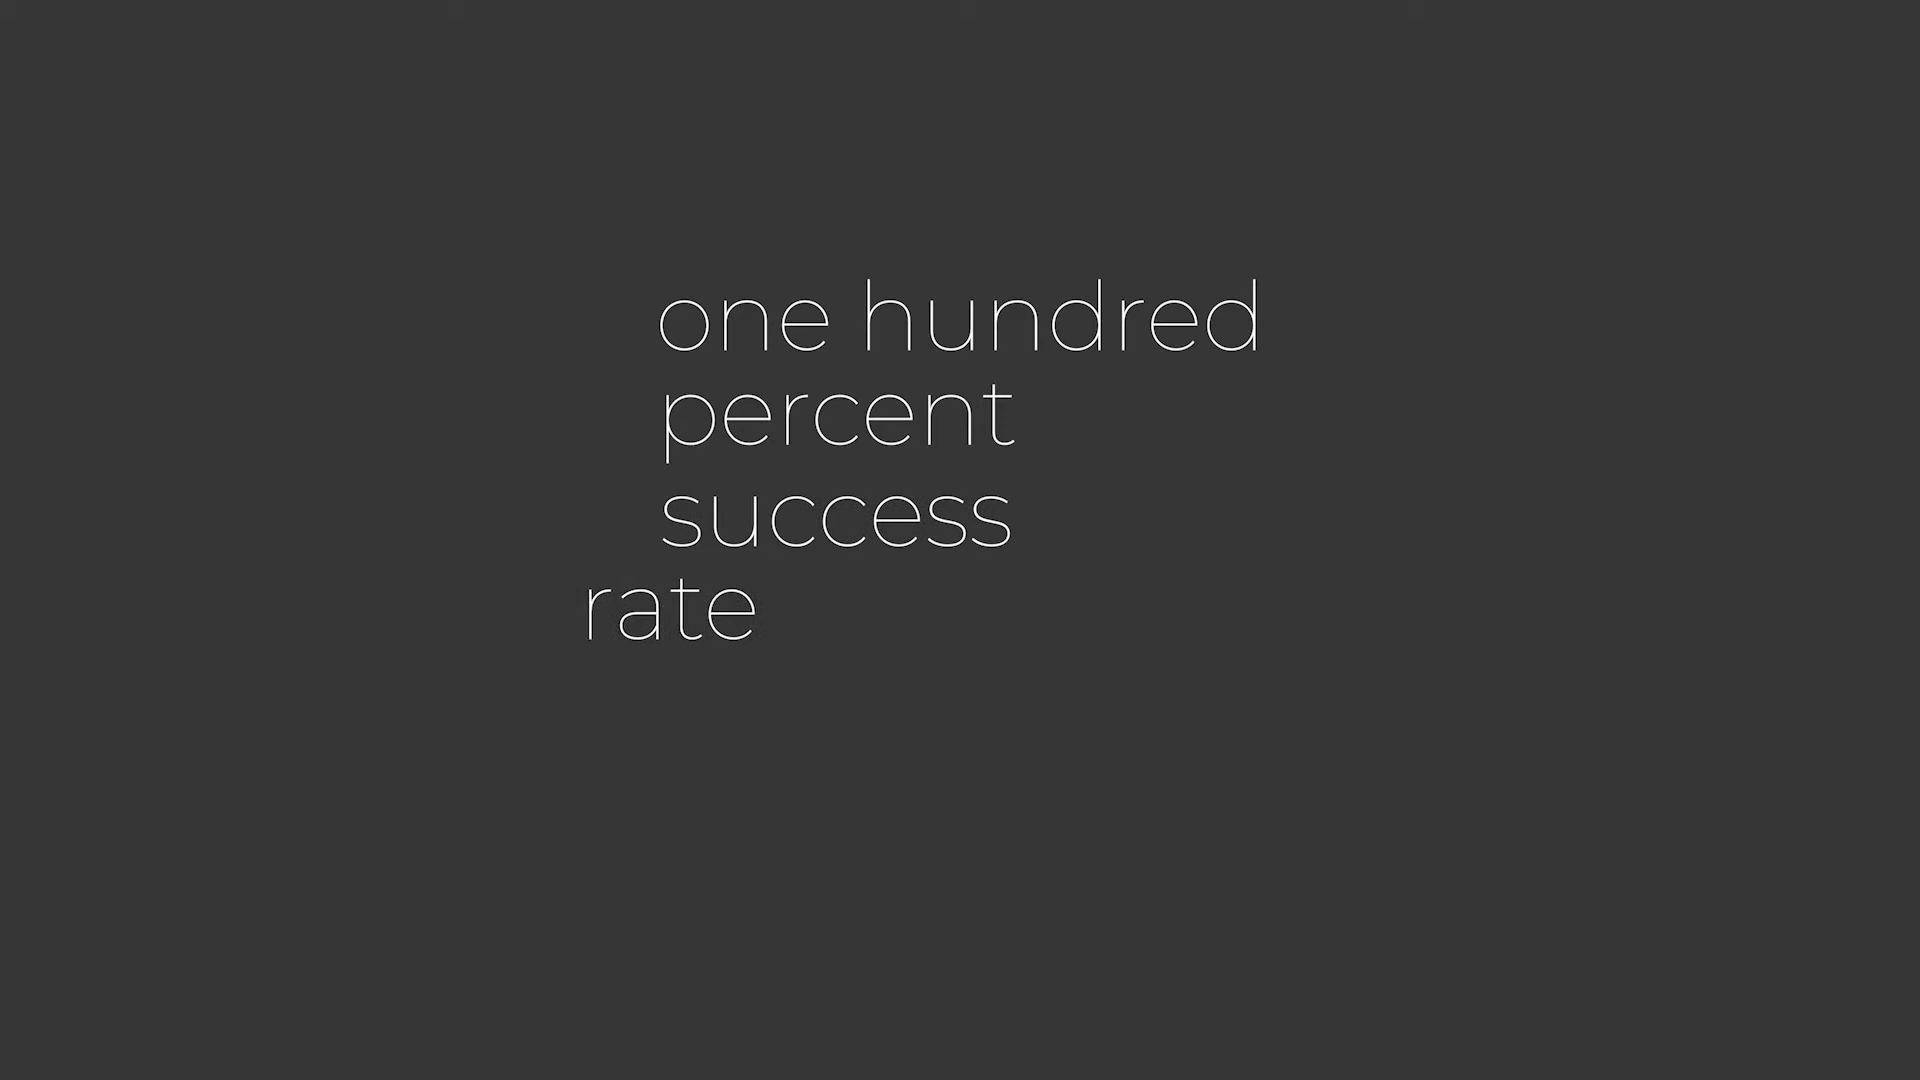 one hundred
percent
success
rate